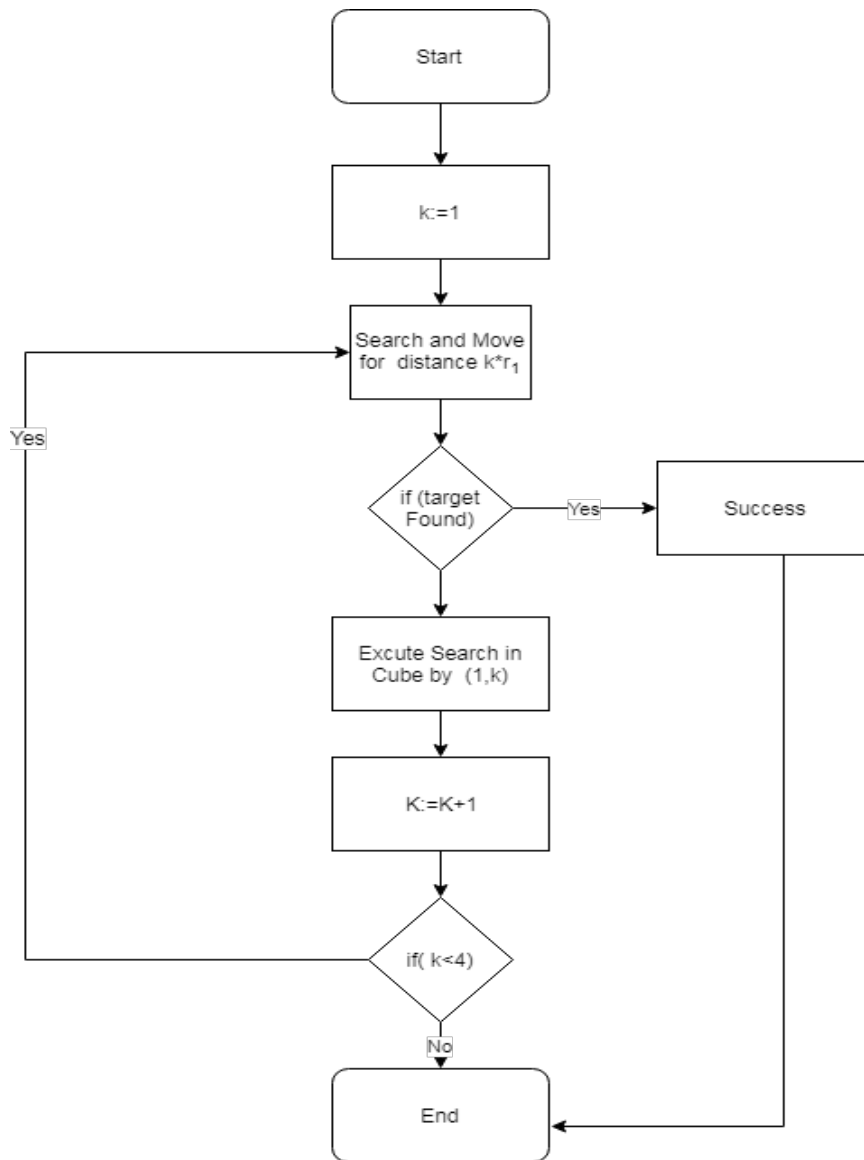 Start
k:=1
Search and Move
for distance k*r₁
Yes
if (target
Found)
Yes
Success
Excute Search in
Cube by (1,k)
K:=K+1
if( k<4)
No
End